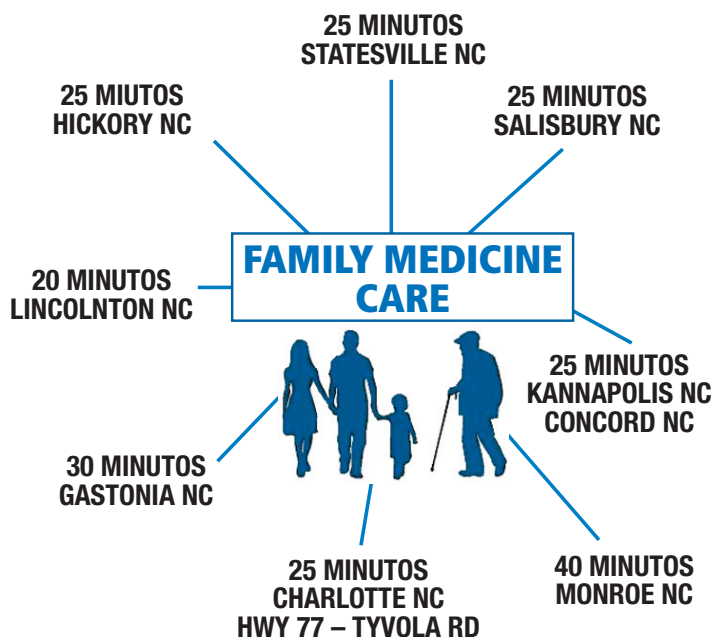 25 MINUTOS
STATESVILLE NC
25 MIUTOS
HICKORY NC
25 MINUTOS
SALISBURY NC
FAMILY MEDICINE
CARE
20 MINUTOS
LINCOLNTON NC
25 MINUTOS
KANNAPOLIS NC
CONCORD NC
30 MINUTOS
GASTONIA NC
25 MINUTOS
CHARLOTTE NC
HWY 77 – TYVOLA RD
40 MINUTOS
MONROE NC